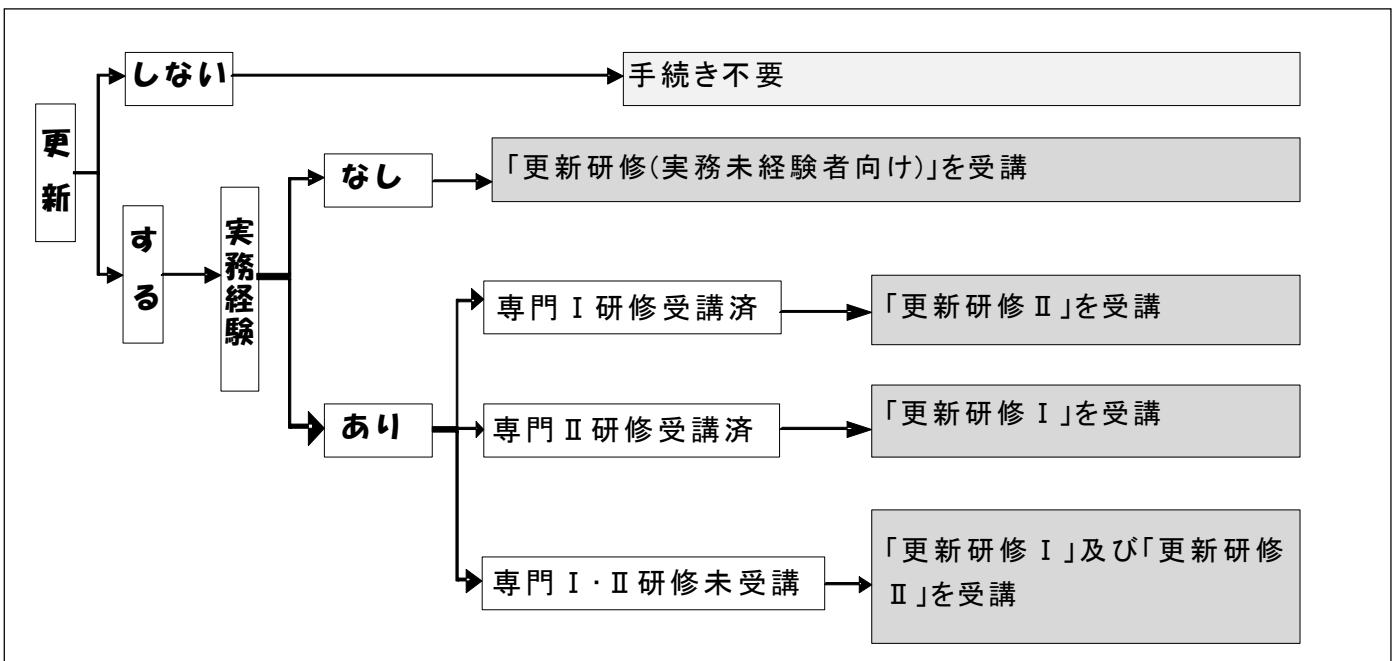 更新
しない
手続き不要
する
実務経験
なし
「更新研修(実務未経験者向け)」を受講
あり
専門Ⅰ研修受講済
「更新研修Ⅱ」を受講
専門Ⅱ研修受講済
「更新研修Ⅰ」を受講
専門Ⅰ・Ⅱ研修未受講
「更新研修Ⅰ」及び「更新研修
Ⅱ」を受講